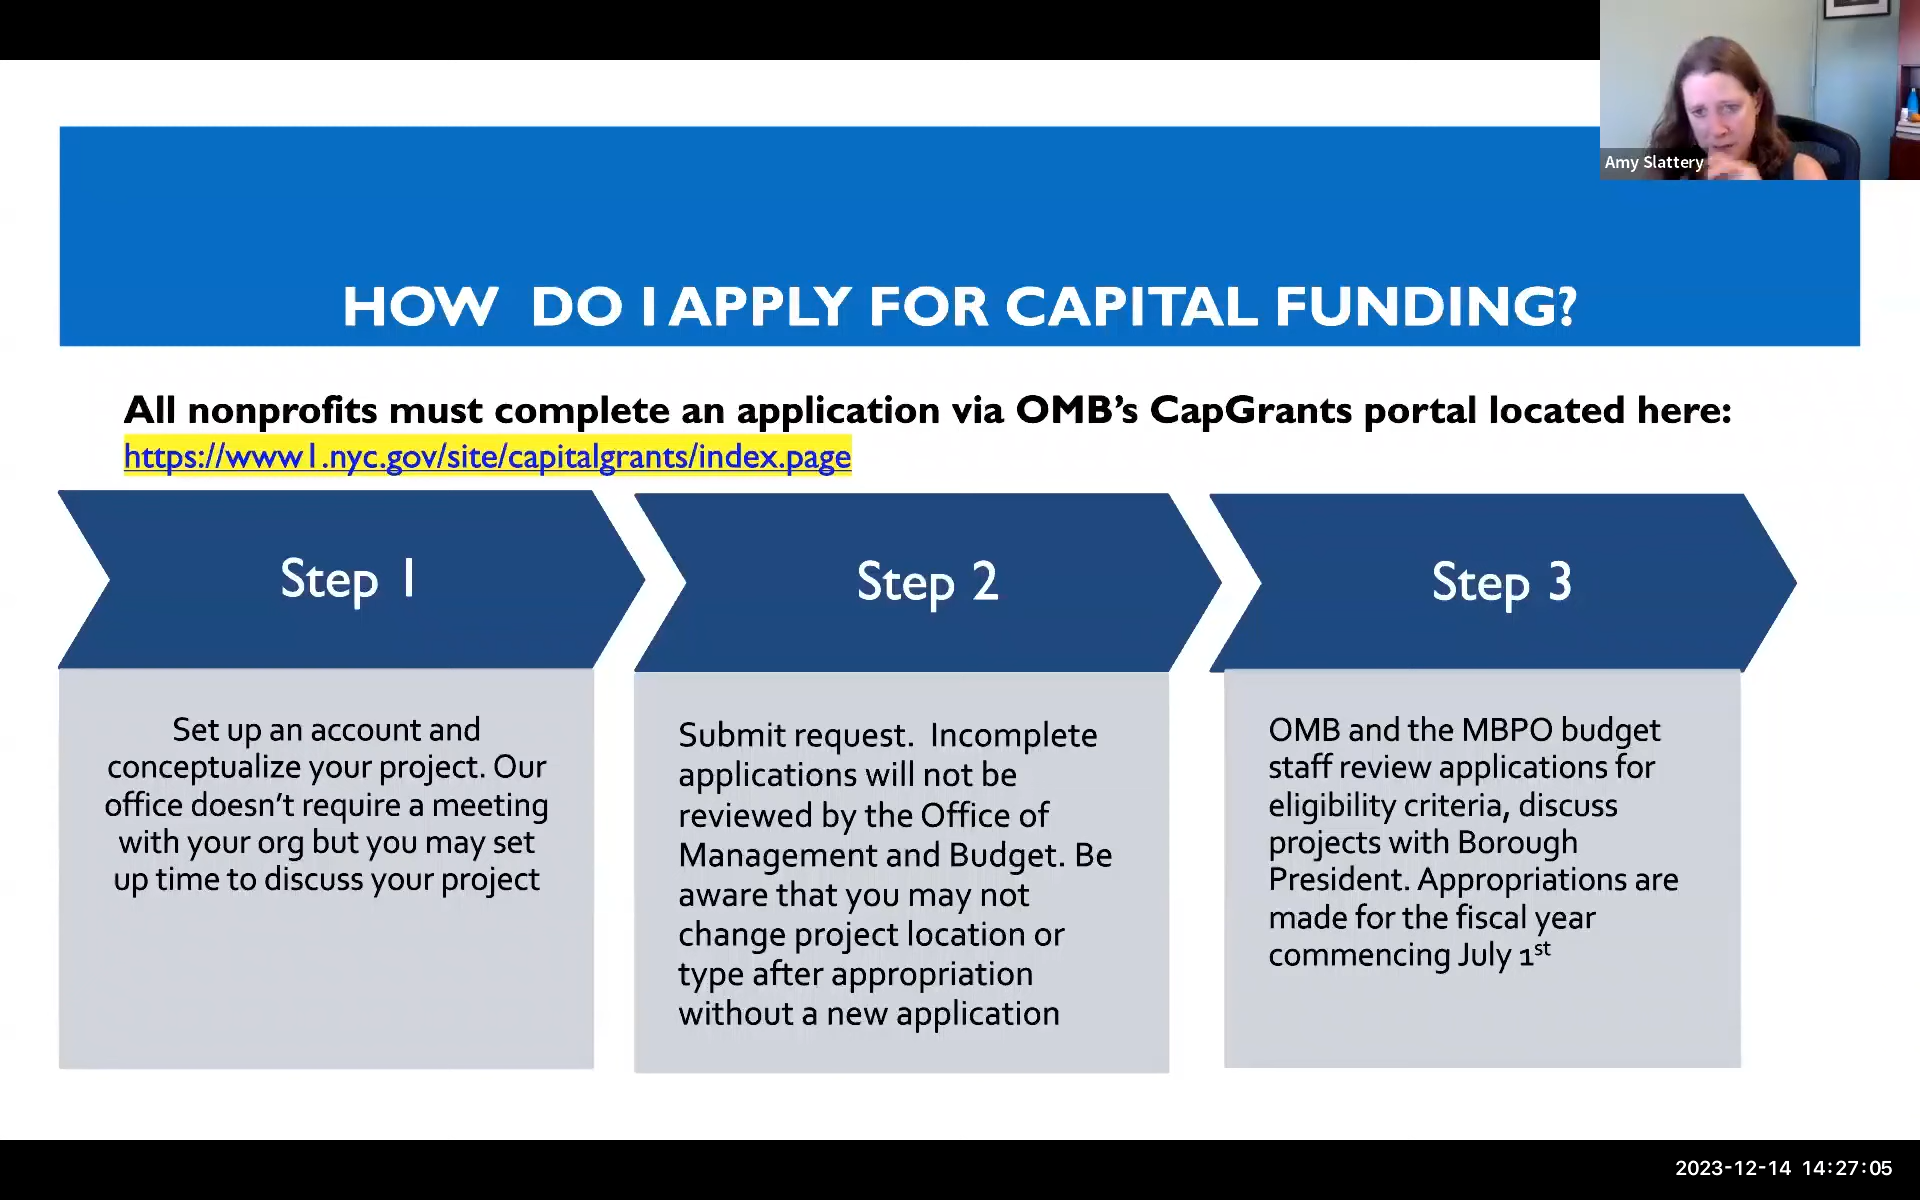 Amy Slattery
HOW DO I APPLY FOR CAPITAL FUNDING?
All nonprofits must complete an application via OMB’s CapGrants portal located here:
https://www1.nyc.gov/site/capitalgrants/index.page
Step 1
Set up an account and
conceptualize your project. Our
office doesn’t require a meeting
with your org but you may set
up time to discuss your project
Step 2
Submit request. Incomplete
applications will not be
reviewed by the Office of
Management and Budget. Be
aware that you may not
change project location or
type after appropriation
without a new application
Step 3
OMB and the MBPO budget
staff review applications for
eligibility criteria, discuss
projects with Borough
President. Appropriations are
made for the fiscal year
commencing July 1st
2023-12-14 14:27:05